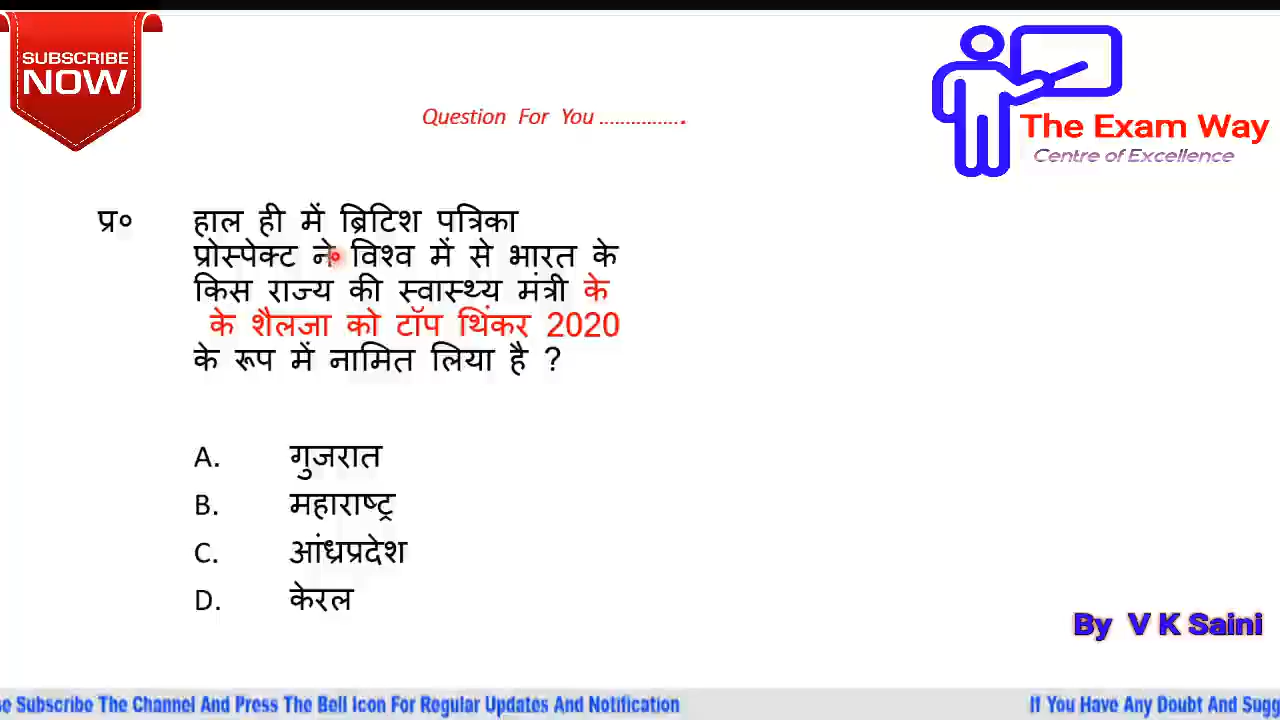 SUBSCRIBE
NOW
Question For You ................
The Exam Way
Centre of Excellence
प्र० हाल ही में ब्रिटिश पत्रिका
प्रोस्पेक्ट ने विश्व में से भारत के
किस राज्य की स्वास्थ्य मंत्री के
के शैलजा को टॉप थिंकर 2020
के रूप में नामित लिया है ?
A. गुजरात
B. महाराष्ट्र
C. आंध्रप्रदेश
D. केरल
By V K Saini
se Subscribe The Channel And Press The Bell Icon For Regular Updates And Notification If You Have Any Doubt And Sugg